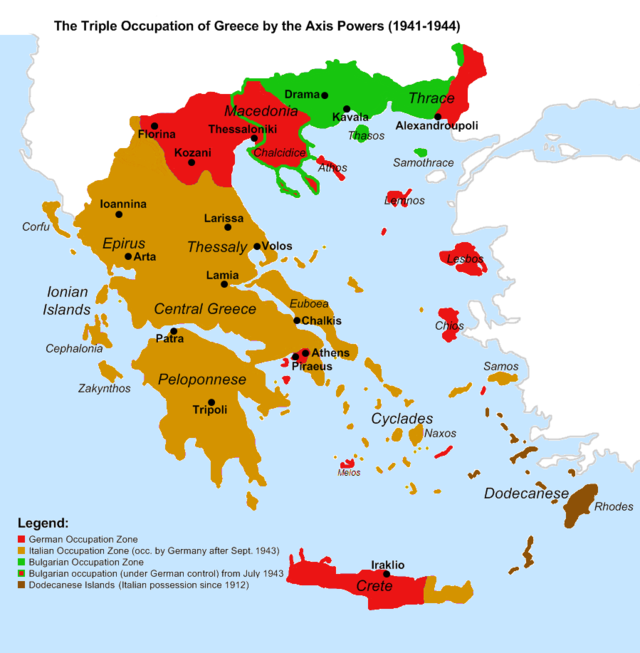 The Triple Occupation of Greece by the Axis Powers (1941-1944)
Drama
Thrace
Macedonia
Kavala
Alexandroupoli
Florina
Thessaloniki
Thasos
Kozani
Chalcidice
Samothrace
Athos
Lemnos
Ioannina
Larissa
Corfu
Epirus
Thessaly
Volos
Arta
Lesbos
Lamia
Ionian
Islands
Central Greece
Euboea
Chalkis
Chios
Patra
Cephalonia
Athens
Piraeus
Samos
Zakynthos
Peloponnese
Tripoli
Cyclades
Naxos
Melos
Dodecanese
Rhodes
Legend:
German Occupation Zone
Italian Occupation Zone (occ. by Germany after Sept. 1943)
Bulgarian Occupation Zone
Bulgarian occupation (under German control) from July 1943
Dodecanese Islands (Italian possession since 1912)
Iraklio
Crete